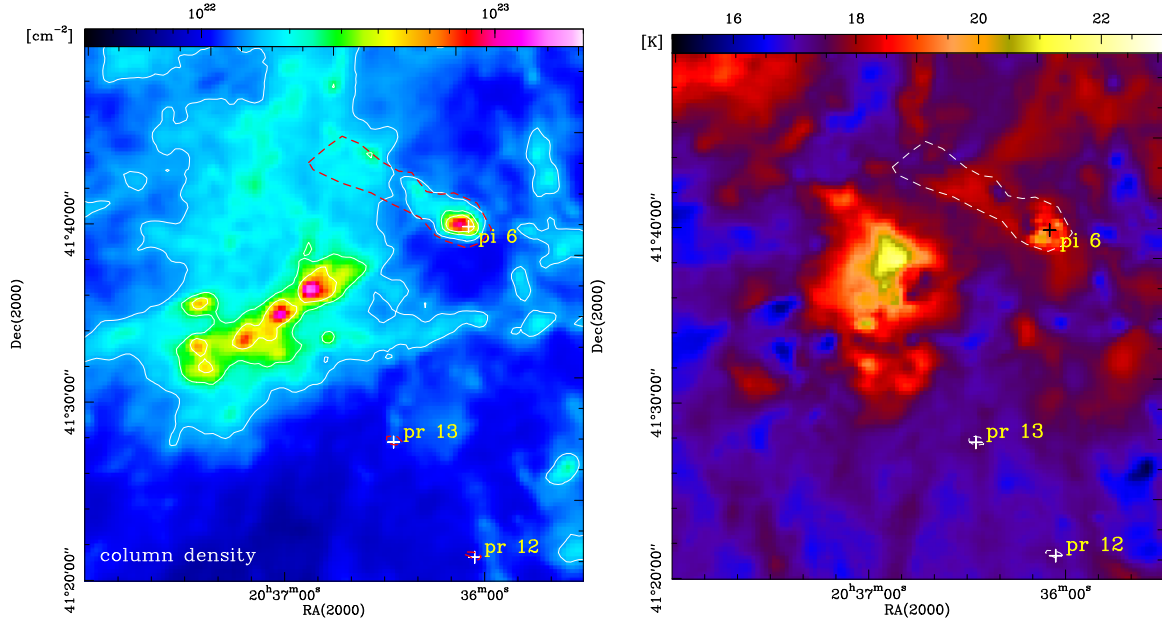 10²² 10²³
[cm⁻²]
Dec(2000)
41°40'00"
41°30'00"
41°20'00"
pi 6
pr 13
pr 12
column density
20ʰ37ᵐ00ˢ 36ᵐ00ˢ
RA(2000)
16 18 20 22
[K]
Dec(2000)
41°40'00"
41°30'00"
41°20'00"
pi 6
pr 13
pr 12
20ʰ37ᵐ00ˢ 36ᵐ00ˢ
RA(2000)